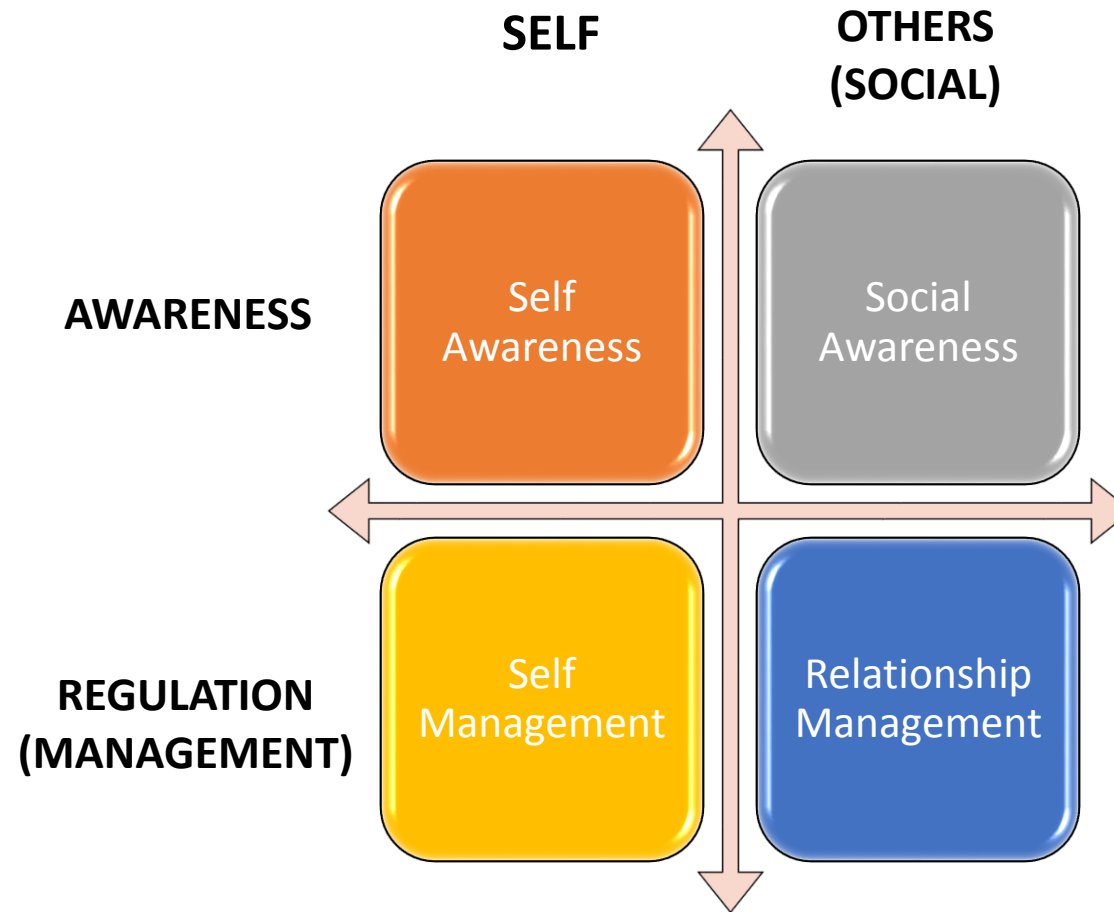 SELF
OTHERS
(SOCIAL)
AWARENESS
Self
Awareness
Social
Awareness
REGULATION
(MANAGEMENT)
Self
Management
Relationship
Management